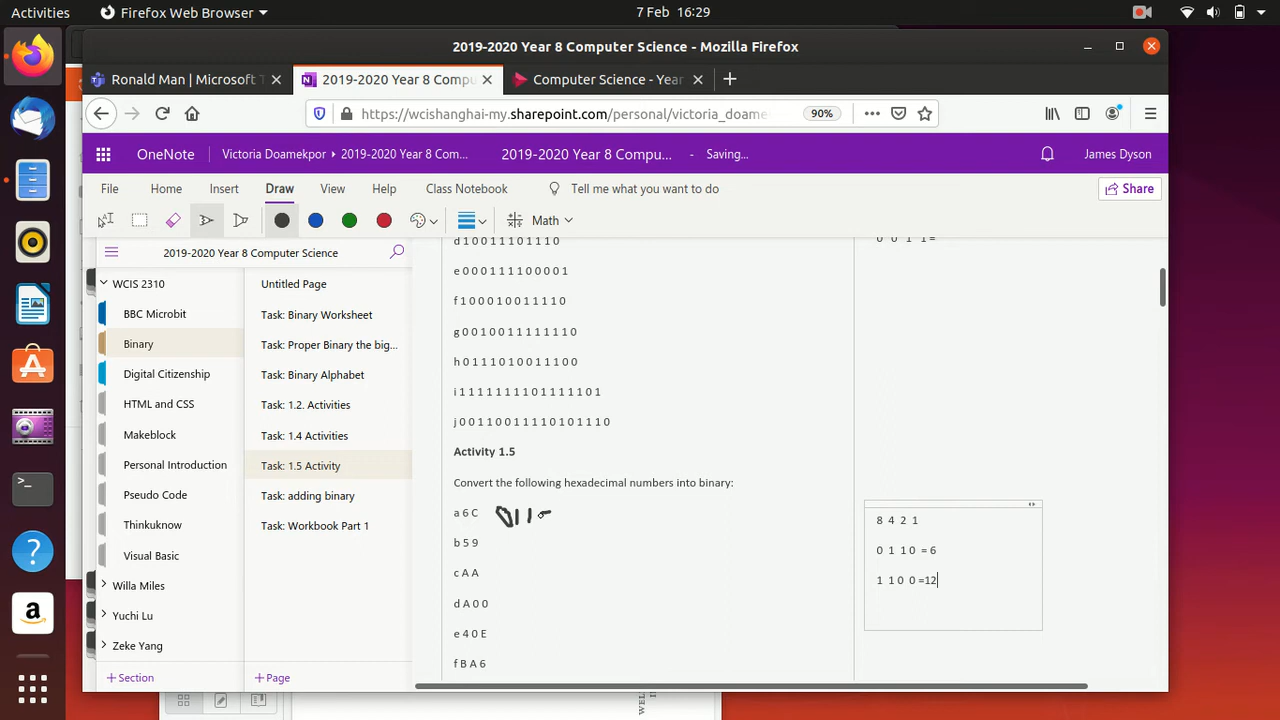 Activities
Firefox Web Browser
7 Feb 16:29
2019-2020 Year 8 Computer Science - Mozilla Firefox
Ronald Man | Microsoft T
2019-2020 Year 8 Compu
Computer Science - Year
https://wcishanghai-my.sharepoint.com/personal/victoria_doame
90%
OneNote
Victoria Doamekpor
2019-2020 Year 8 Com...
2019-2020 Year 8 Compu...
- Saving...
James Dyson
File
Home
Insert
Draw
View
Help
Class Notebook
Tell me what you want to do
Share
Math
2019-2020 Year 8 Computer Science
WCIS 2310
BBC Microbit
Binary
Digital Citizenship
HTML and CSS
Makeblock
Personal Introduction
Pseudo Code
Thinkuknow
Visual Basic
Willa Miles
Yuchi Lu
Zeke Yang
+ Section
Untitled Page
Task: Binary Worksheet
Task: Proper Binary the big...
Task: Binary Alphabet
Task: 1.2. Activities
Task: 1.4 Activities
Task: 1.5 Activity
Task: adding binary
Task: Workbook Part 1
+ Page
d 1 0 0 1 1 1 0 1 1 1 0
e 0 0 0 1 1 1 1 0 0 0 0 1
f 1 0 0 0 1 0 0 1 1 1 1 0
g 0 0 1 0 0 1 1 1 1 1 1 1 0
h 0 1 1 1 0 1 0 0 1 1 1 0 0
i 1 1 1 1 1 1 1 1 0 1 1 1 1 1 0 1
j 0 0 1 1 0 0 1 1 1 1 0 1 0 1 1 1 0
Activity 1.5
Convert the following hexadecimal numbers into binary:
a 6 C
0 1 1
b 5 9
c A A
d A 0 0
e 4 0 E
f B A 6
0 0 1 1 =
8 4 2 1
0 1 1 0 = 6
1 1 0 0 =12